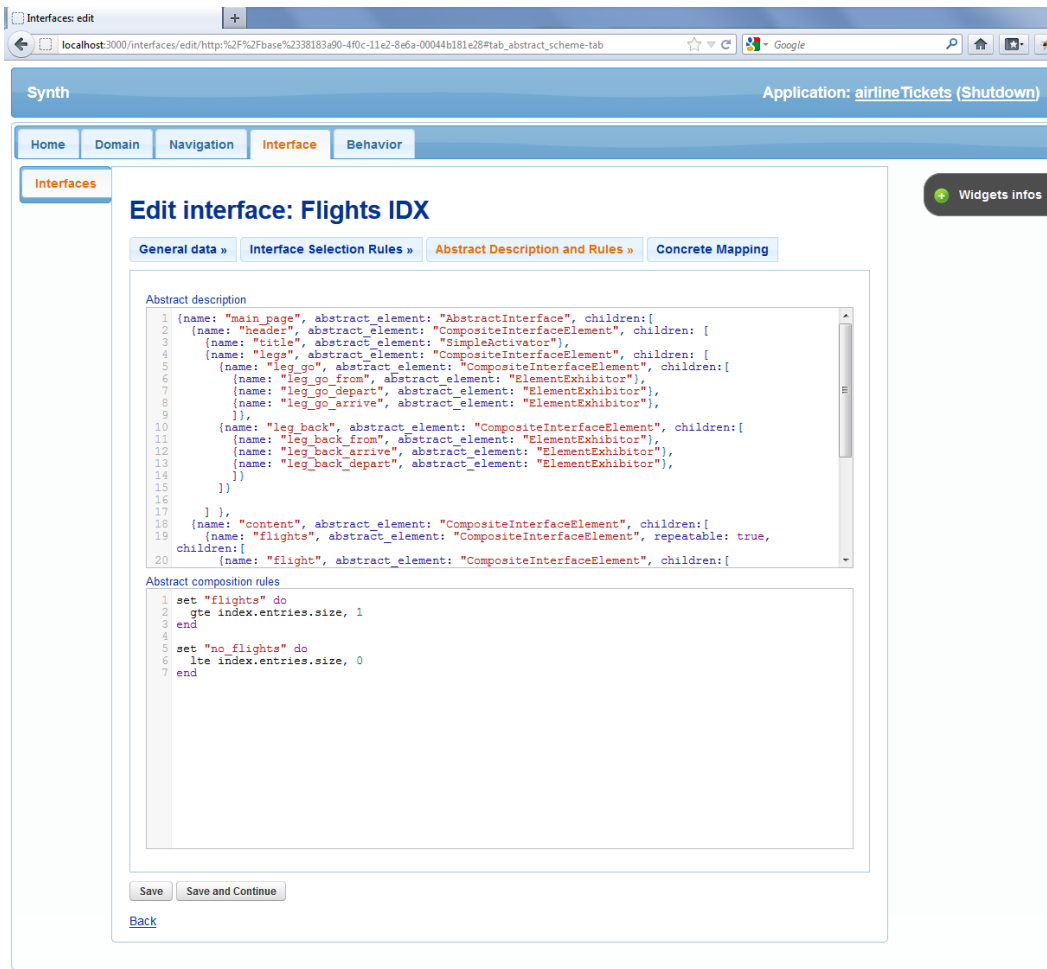 Interfaces: edit
+
localhost:3000/interfaces/edit/http:%2F%2Fbase%2338183a90-4f0c-11e2-8e6a-00044b181e28#tab_abstract_scheme-tab
Google
Synth
Application: airlineTickets (Shutdown)
Home
Domain
Navigation
Interface
Behavior
Interfaces
Widgets infos
Edit interface: Flights IDX
General data »
Interface Selection Rules »
Abstract Description and Rules »
Concrete Mapping
Abstract description
1 {name: "main_page", abstract_element: "AbstractInterface", children:[
2 {name: "header", abstract_element: "CompositeInterfaceElement", children: [
3 {name: "title", abstract_element: "SimpleActivator"},
4 {name: "legs", abstract_element: "CompositeInterfaceElement", children: [
5 {name: "leg_go", abstract_element: "CompositeInterfaceElement", children:[
6 {name: "leg_go_from", abstract_element: "ElementExhibitor"},
7 {name: "leg_go_depart", abstract_element: "ElementExhibitor"},
8 {name: "leg_go_arrive", abstract_element: "ElementExhibitor"},
9 ]},
10 {name: "leg_back", abstract_element: "CompositeInterfaceElement", children:[
11 {name: "leg_back_from", abstract_element: "ElementExhibitor"},
12 {name: "leg_back_arrive", abstract_element: "ElementExhibitor"},
13 {name: "leg_back_depart", abstract_element: "ElementExhibitor"},
14 ]}
15 ]}
16
17 ] },
18 {name: "content", abstract_element: "CompositeInterfaceElement", children:[
19 {name: "flights", abstract_element: "CompositeInterfaceElement", repeatable: true,
children:[
20 {name: "flight", abstract_element: "CompositeInterfaceElement", children:[
Abstract composition rules
1 set "flights" do
2 gte index.entries.size, 1
3 end
4
5 set "no_flights" do
6 lte index.entries.size, 0
7 end
Save
Save and Continue
Back